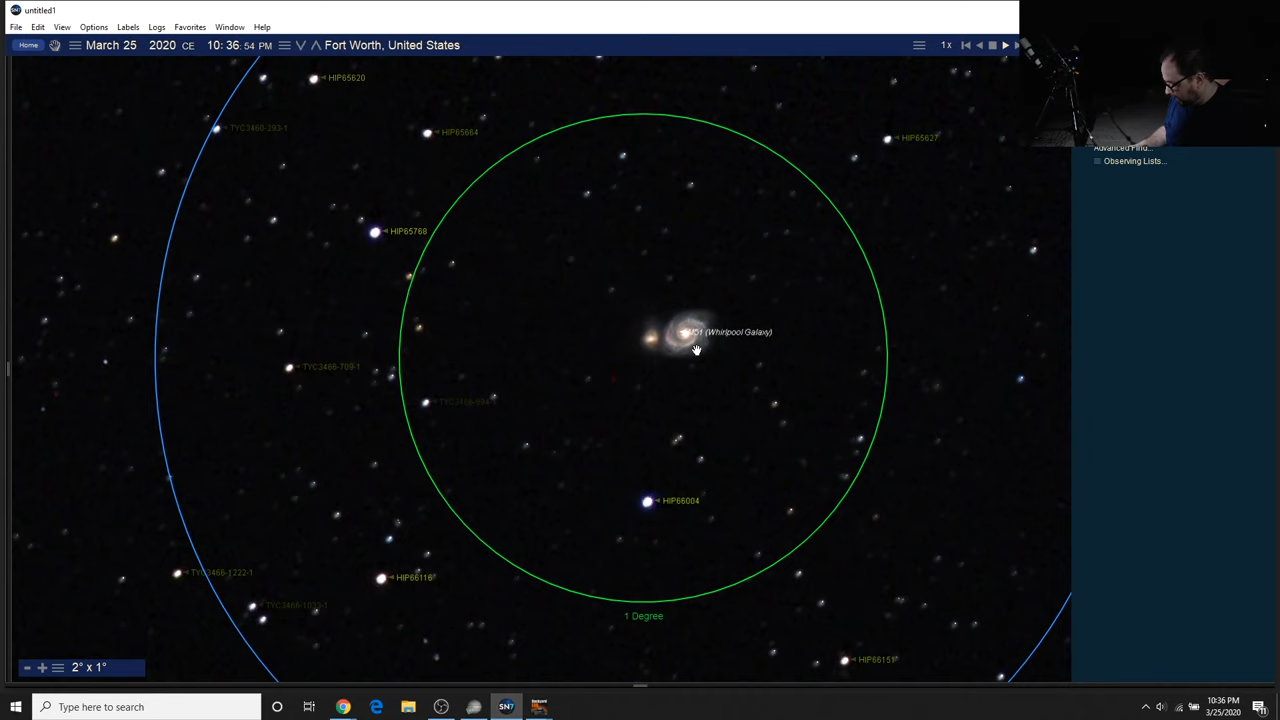 untitled1
File Edit View Options Labels Logs Favorites Window Help
Home March 25 2020 CE 10:36:54 PM Fort Worth, United States 1x
HIP65620
TYC3460-293-1
HIP65664
HIP65627
Advanced Find...
Observing Lists...
HIP65768
M51 (Whirlpool Galaxy)
TYC3466-709-1
HIP66004
TYC3466-1222-1
HIP66116
1 Degree
HIP66151
2° x 1°
Type here to search
SN7
10:36 PM
3/25/2020